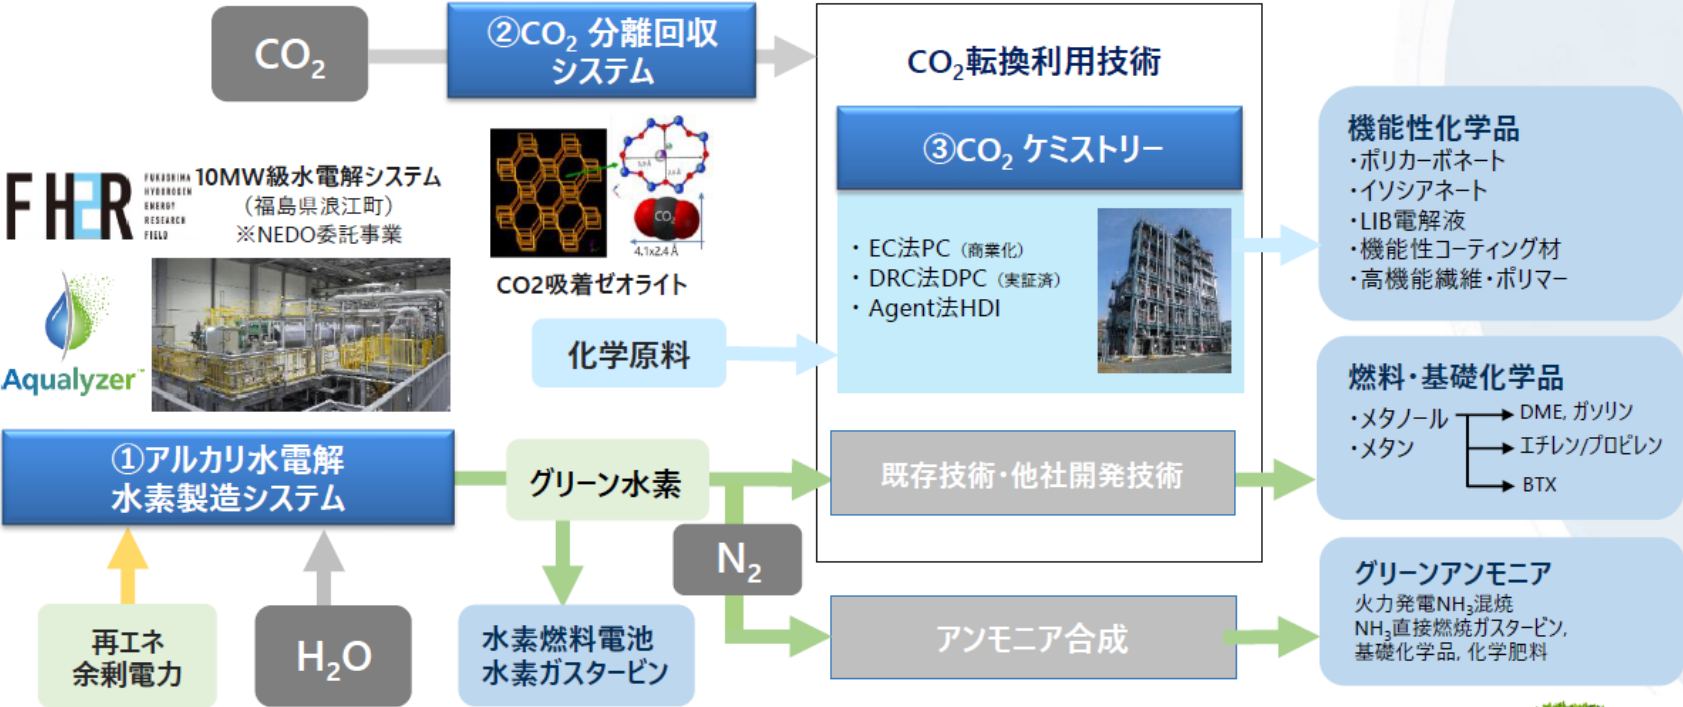 CO2
②CO2 分離回収
システム
CO2転換利用技術
③CO2 ケミストリー
・ EC法PC（商業化）
・ DRC法DPC（実証済）
・ Agent法HDI
機能性化学品
・ポリカーボネート
・イソシアネート
・LIB電解液
・機能性コーティング材
・高機能繊維・ポリマー
FH2R
FUKUSHIMA
HYDROGEN
ENERGY
RESEARCH
FIELD
10MW級水電解システム
（福島県浪江町）
※NEDO委託事業
CO2
4.1x2.4 Å
CO2吸着ゼオライト
Aqualyzer™
化学原料
燃料・基礎化学品
・メタノール
・メタン
DME, ガソリン
エチレン/プロピレン
BTX
①アルカリ水電解
水素製造システム
グリーン水素
既存技術・他社開発技術
N2
再エネ
余剰電力
H2O
水素燃料電池
水素ガスタービン
アンモニア合成
グリーンアンモニア
火力発電NH3混焼
NH3直接燃焼ガスタービン,
基礎化学品, 化学肥料